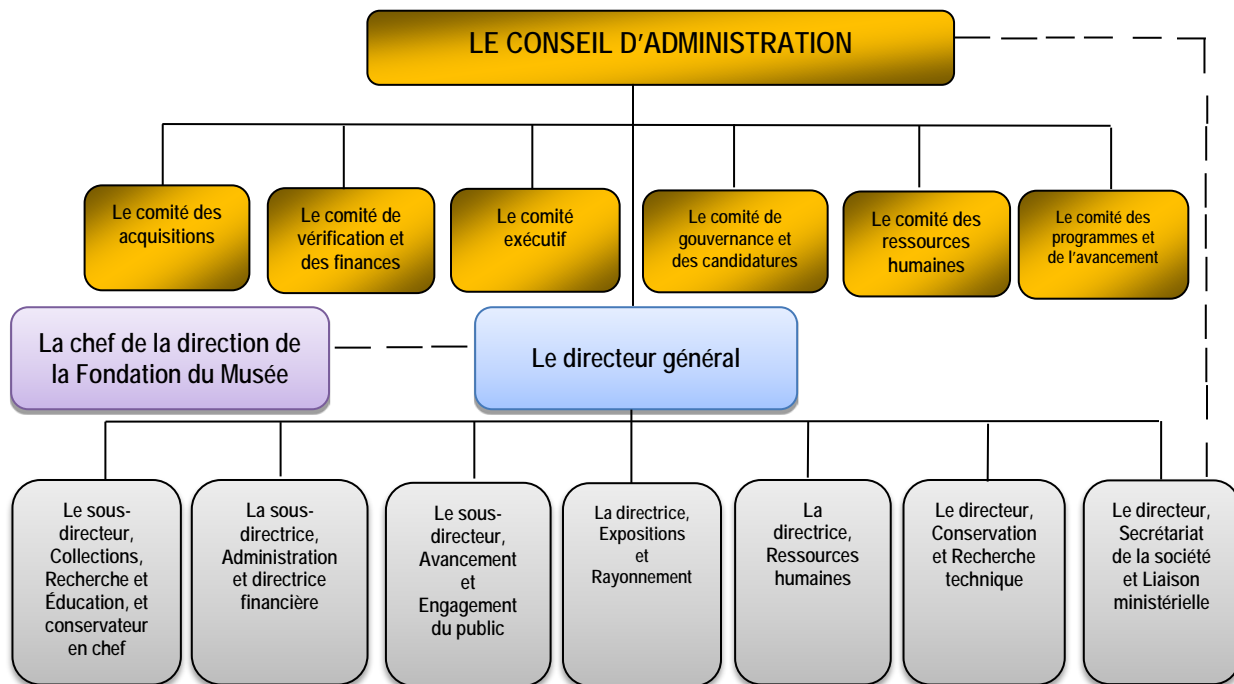 LE CONSEIL D'ADMINISTRATION
Le comité des
acquisitions
Le comité de
vérification et
des finances
Le comité
exécutif
Le comité de
gouvernance et
des candidatures
Le comité des
ressources
humaines
Le comité des
programmes et
de l'avancement
La chef de la direction de
la Fondation du Musée
Le directeur général
Le sous-
directeur,
Collections,
Recherche et
Éducation, et
conservateur
en chef
La sous-
directrice,
Administration
et directrice
financière
Le sous-
directeur,
Avancement
et
Engagement
du public
La directrice,
Expositions
et
Rayonnement
La
directrice,
Ressources
humaines
Le directeur,
Conservation
et Recherche
technique
Le directeur,
Secrétariat
de la société
et Liaison
ministérielle